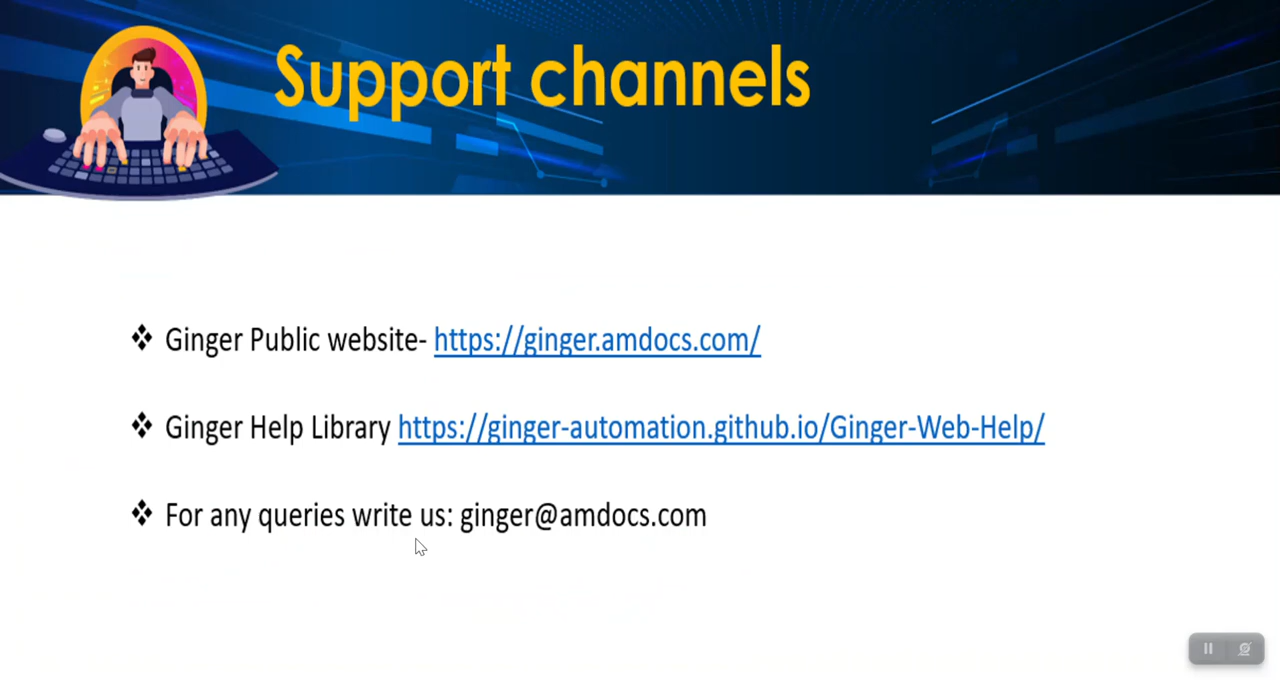 Support channels
❖ Ginger Public website- https://ginger.amdocs.com/
❖ Ginger Help Library https://ginger-automation.github.io/Ginger-Web-Help/
❖ For any queries write us: ginger@amdocs.com